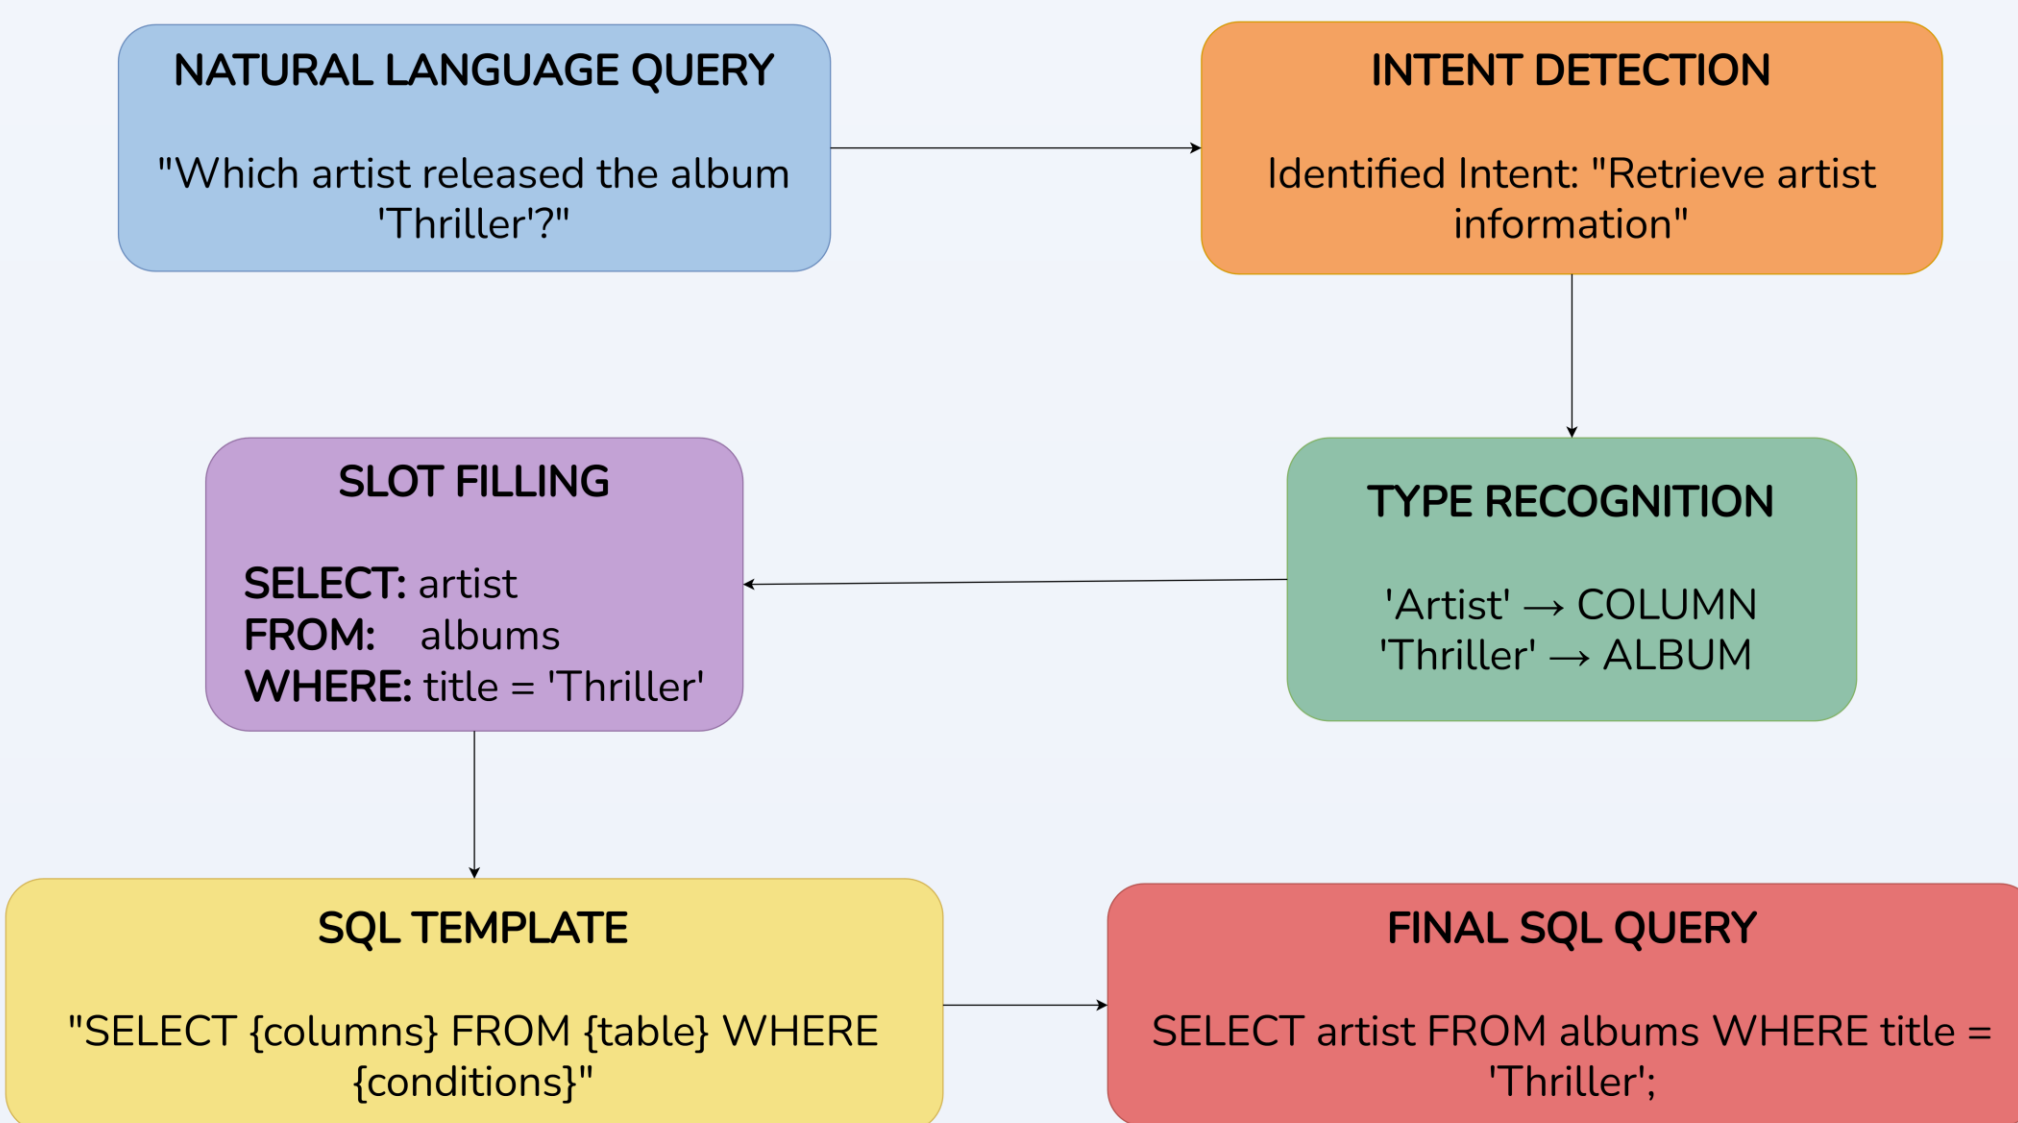 NATURAL LANGUAGE QUERY
"Which artist released the album
'Thriller'?"
INTENT DETECTION
Identified Intent: "Retrieve artist
information"
TYPE RECOGNITION
'Artist' → COLUMN
'Thriller' → ALBUM
SLOT FILLING
SELECT: artist
FROM: albums
WHERE: title = 'Thriller'
SQL TEMPLATE
"SELECT {columns} FROM {table} WHERE
{conditions}"
FINAL SQL QUERY
SELECT artist FROM albums WHERE title =
'Thriller';